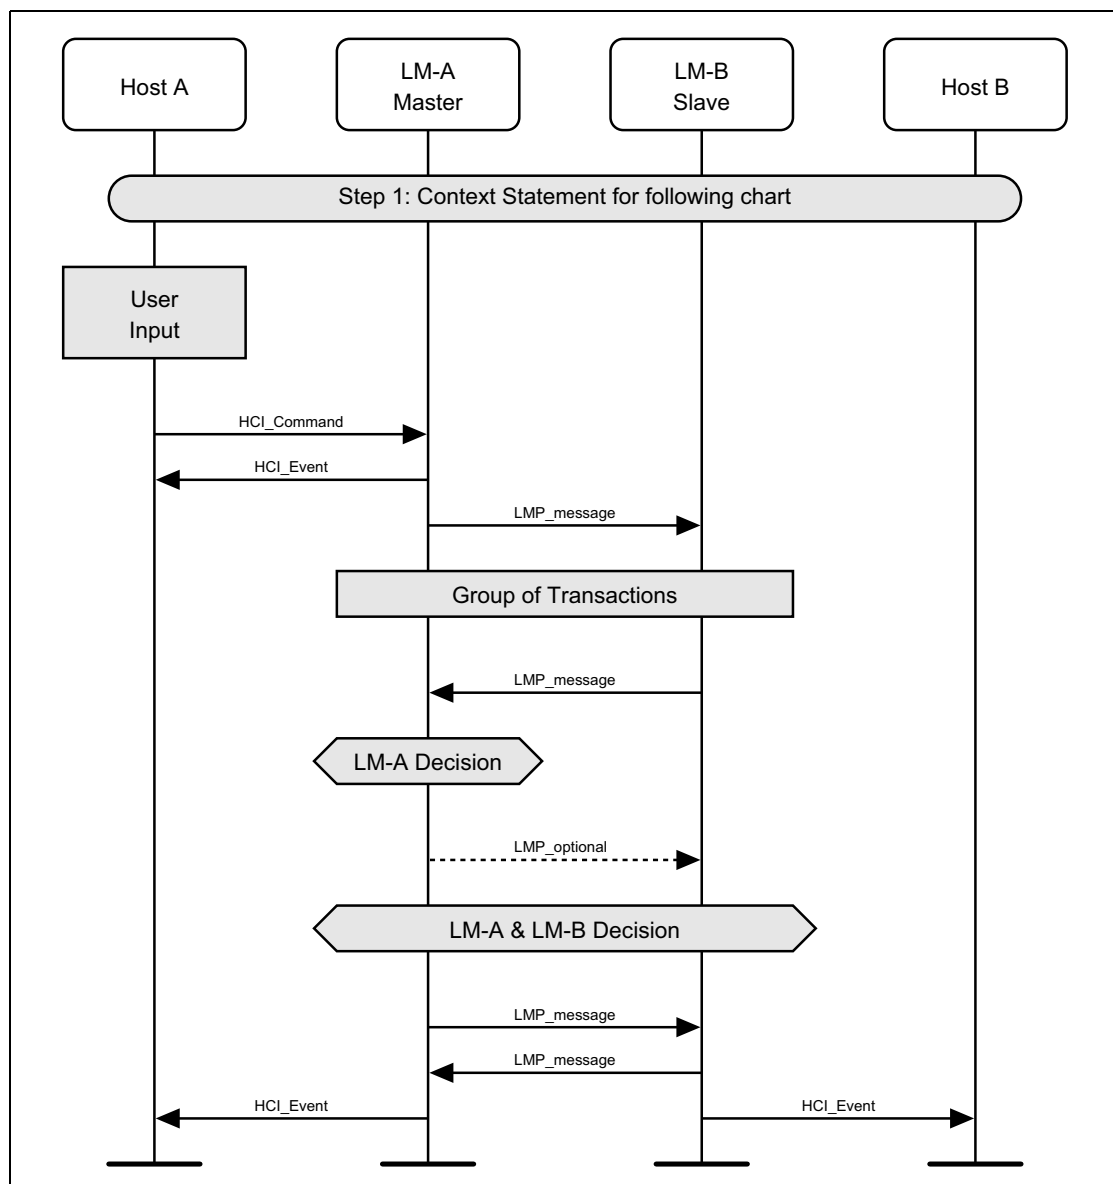 Host A
LM-A
Master
LM-B
Slave
Host B
Step 1: Context Statement for following chart
User
Input
HCI_Command
HCI_Event
LMP_message
Group of Transactions
LMP_message
LM-A Decision
LMP_optional
LM-A & LM-B Decision
LMP_message
LMP_message
HCI_Event
HCI_Event